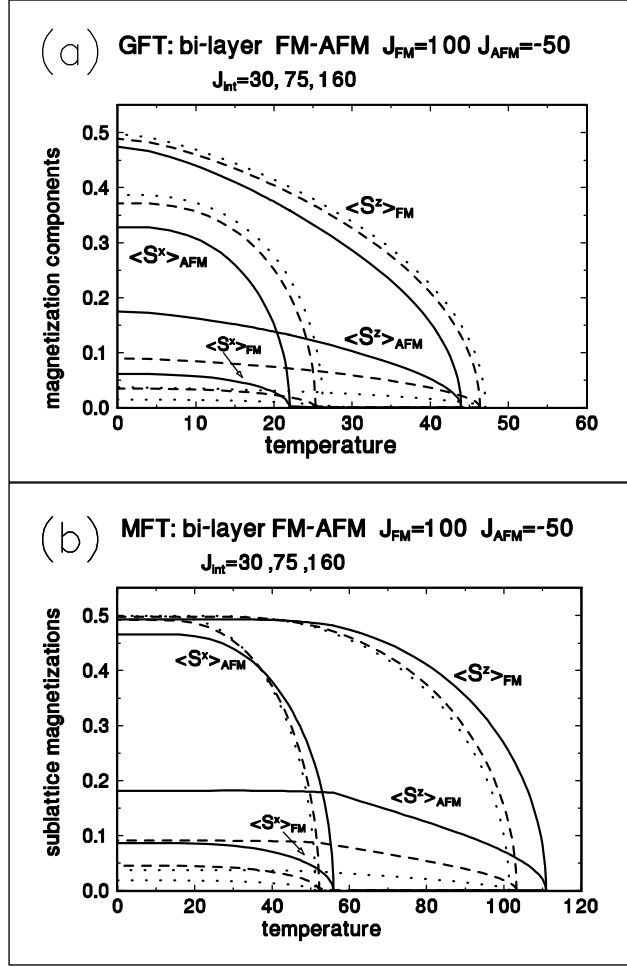 (a) GFT: bi-layer FM-AFM J_FM=100 J_AFM=-50
J_int=30, 75, 160
magnetization components
0.5
0.4
0.3
0.2
0.1
0.0
<S^z>_FM
<S^x>_AFM
<S^x>_FM
<S^z>_AFM
0 10 20 30 40 50 60
temperature
(b) MFT: bi-layer FM-AFM J_FM=100 J_AFM=-50
J_int=30 ,75 ,160
sublattice magnetizations
0.5
0.4
0.3
0.2
0.1
0.0
<S^x>_AFM
<S^z>_FM
<S^z>_AFM
<S^x>_FM
0 20 40 60 80 100 120
temperature